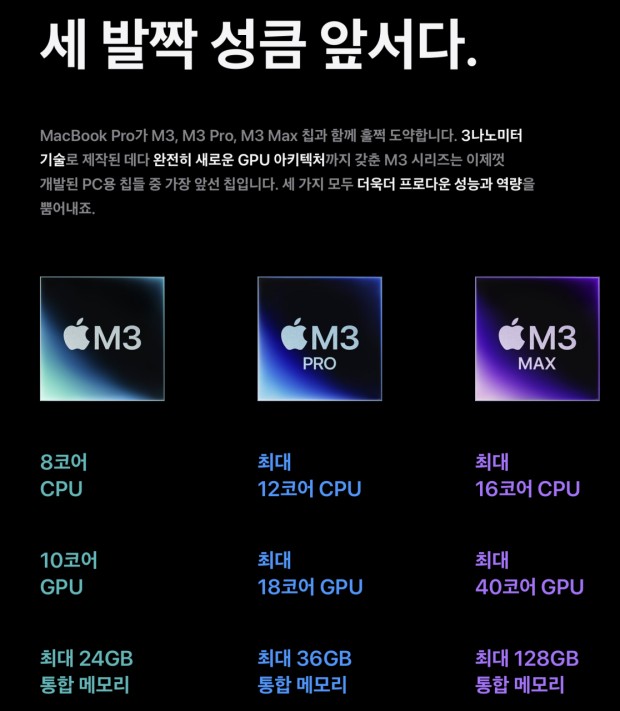 세 발짝 성큼 앞서다.
MacBook Pro가 M3, M3 Pro, M3 Max 칩과 함께 훌쩍 도약합니다. 3나노미터
기술로 제작된 데다 완전히 새로운 GPU 아키텍처까지 갖춘 M3 시리즈는 이제껏
개발된 PC용 칩들 중 가장 앞선 칩입니다. 세 가지 모두 더욱더 프로다운 성능과 역량을
뿜어내죠.
M3
M3
PRO
M3
MAX
8코어
CPU
최대
12코어 CPU
최대
16코어 CPU
10코어
GPU
최대
18코어 GPU
최대
40코어 GPU
최대 24GB
통합 메모리
최대 36GB
통합 메모리
최대 128GB
통합 메모리